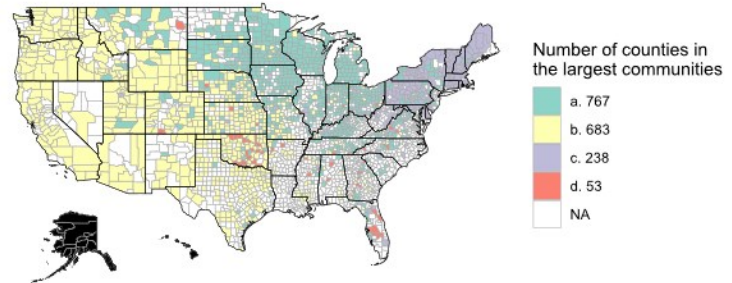 Number of counties in
the largest communities
a. 767
b. 683
c. 238
d. 53
NA